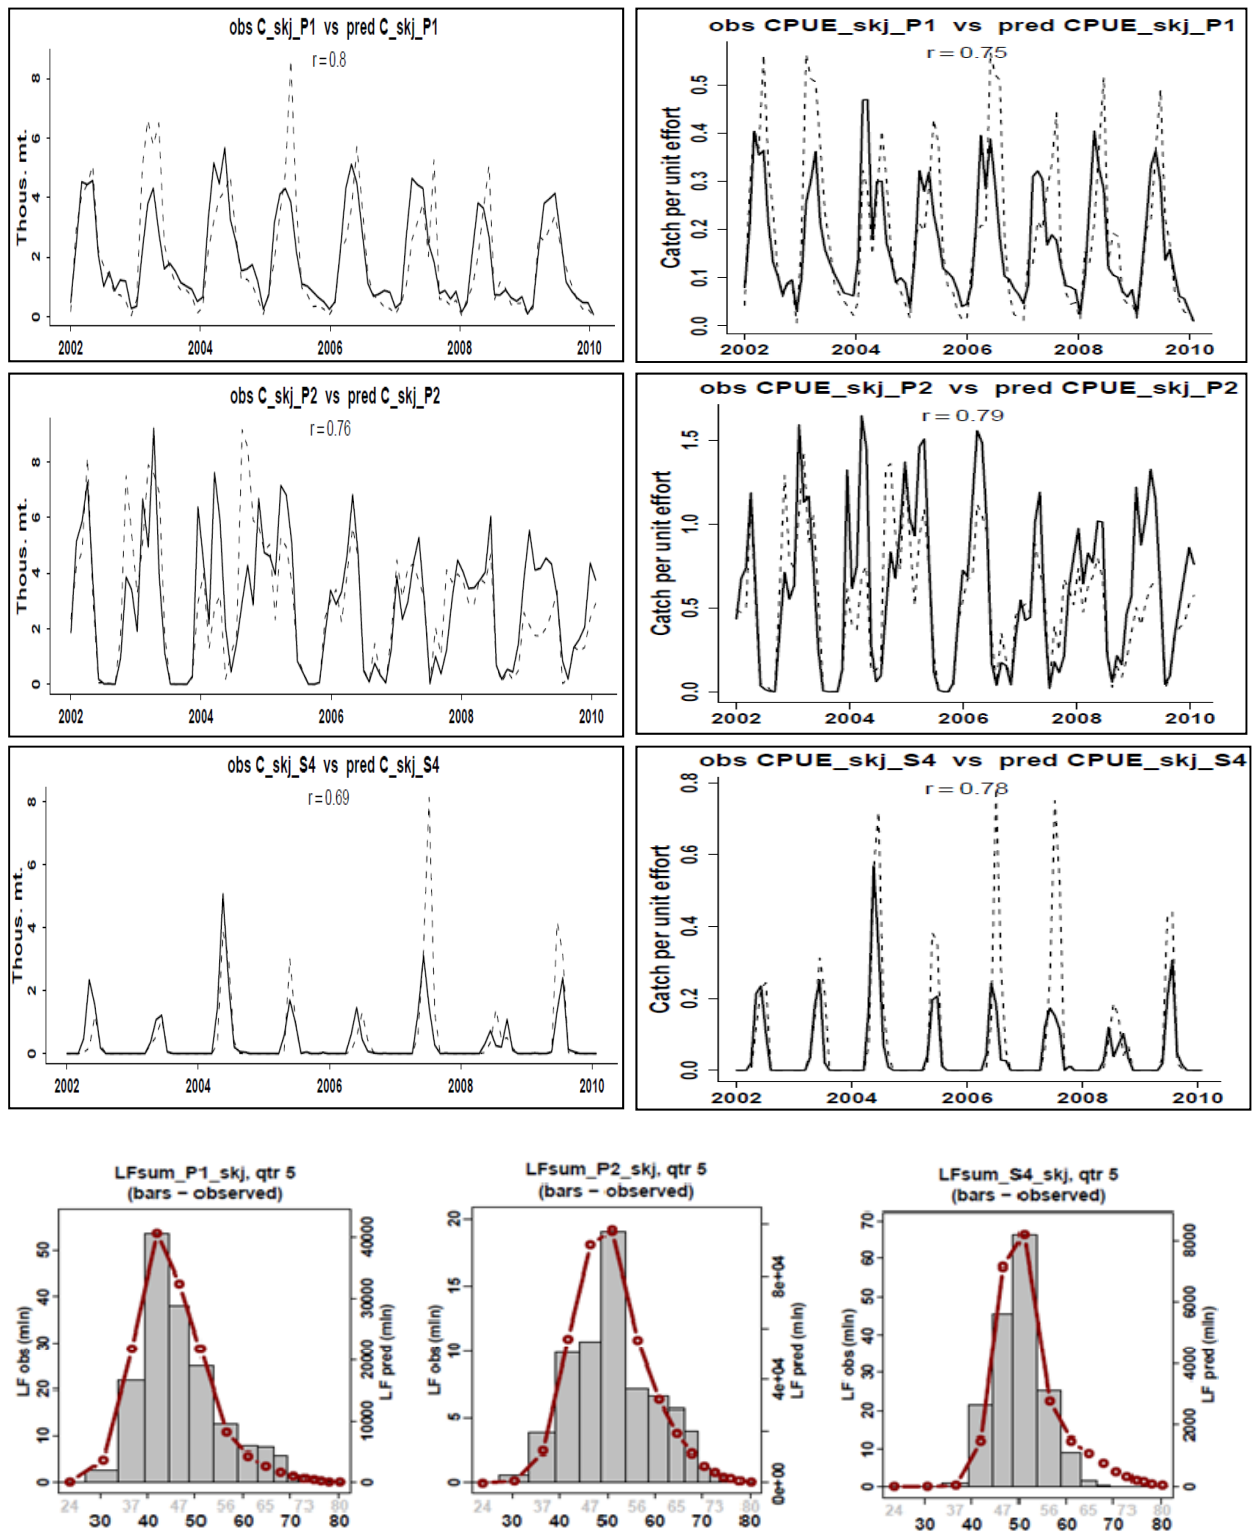 obs C_skj_P1 vs pred C_skj_P1
r = 0.8
Thous. mt.
8
6
4
2
0
2002 2004 2006 2008 2010
obs CPUE_skj_P1 vs pred CPUE_skj_P1
r = 0.75
Catch per unit effort
0.5
0.4
0.3
0.2
0.1
0.0
2002 2004 2006 2008 2010
obs C_skj_P2 vs pred C_skj_P2
r = 0.76
Thous. mt.
8
6
4
2
0
2002 2004 2006 2008 2010
obs CPUE_skj_P2 vs pred CPUE_skj_P2
r = 0.79
Catch per unit effort
1.5
1.0
0.5
0.0
2002 2004 2006 2008 2010
obs C_skj_S4 vs pred C_skj_S4
r = 0.69
Thous. mt.
8
6
4
2
0
2002 2004 2006 2008 2010
obs CPUE_skj_S4 vs pred CPUE_skj_S4
r = 0.78
Catch per unit effort
0.8
0.6
0.4
0.2
0.0
2002 2004 2006 2008 2010
LFsum_P1_skj, qtr 5
(bars − observed)
LF obs (mln)
50
40
30
20
10
0
40000
30000
20000
10000
0
LF pred (mln)
24 37 47 56 65 73 80
30 40 50 60 70 80
LFsum_P2_skj, qtr 5
(bars − observed)
LF obs (mln)
20
15
10
5
0
8e+04
4e+04
0e+00
LF pred (mln)
24 37 47 56 65 73 80
30 40 50 60 70 80
LFsum_S4_skj, qtr 5
(bars − observed)
LF obs (mln)
70
60
50
40
30
20
10
0
8000
6000
4000
2000
0
LF pred (mln)
24 37 47 56 65 73 80
30 40 50 60 70 80